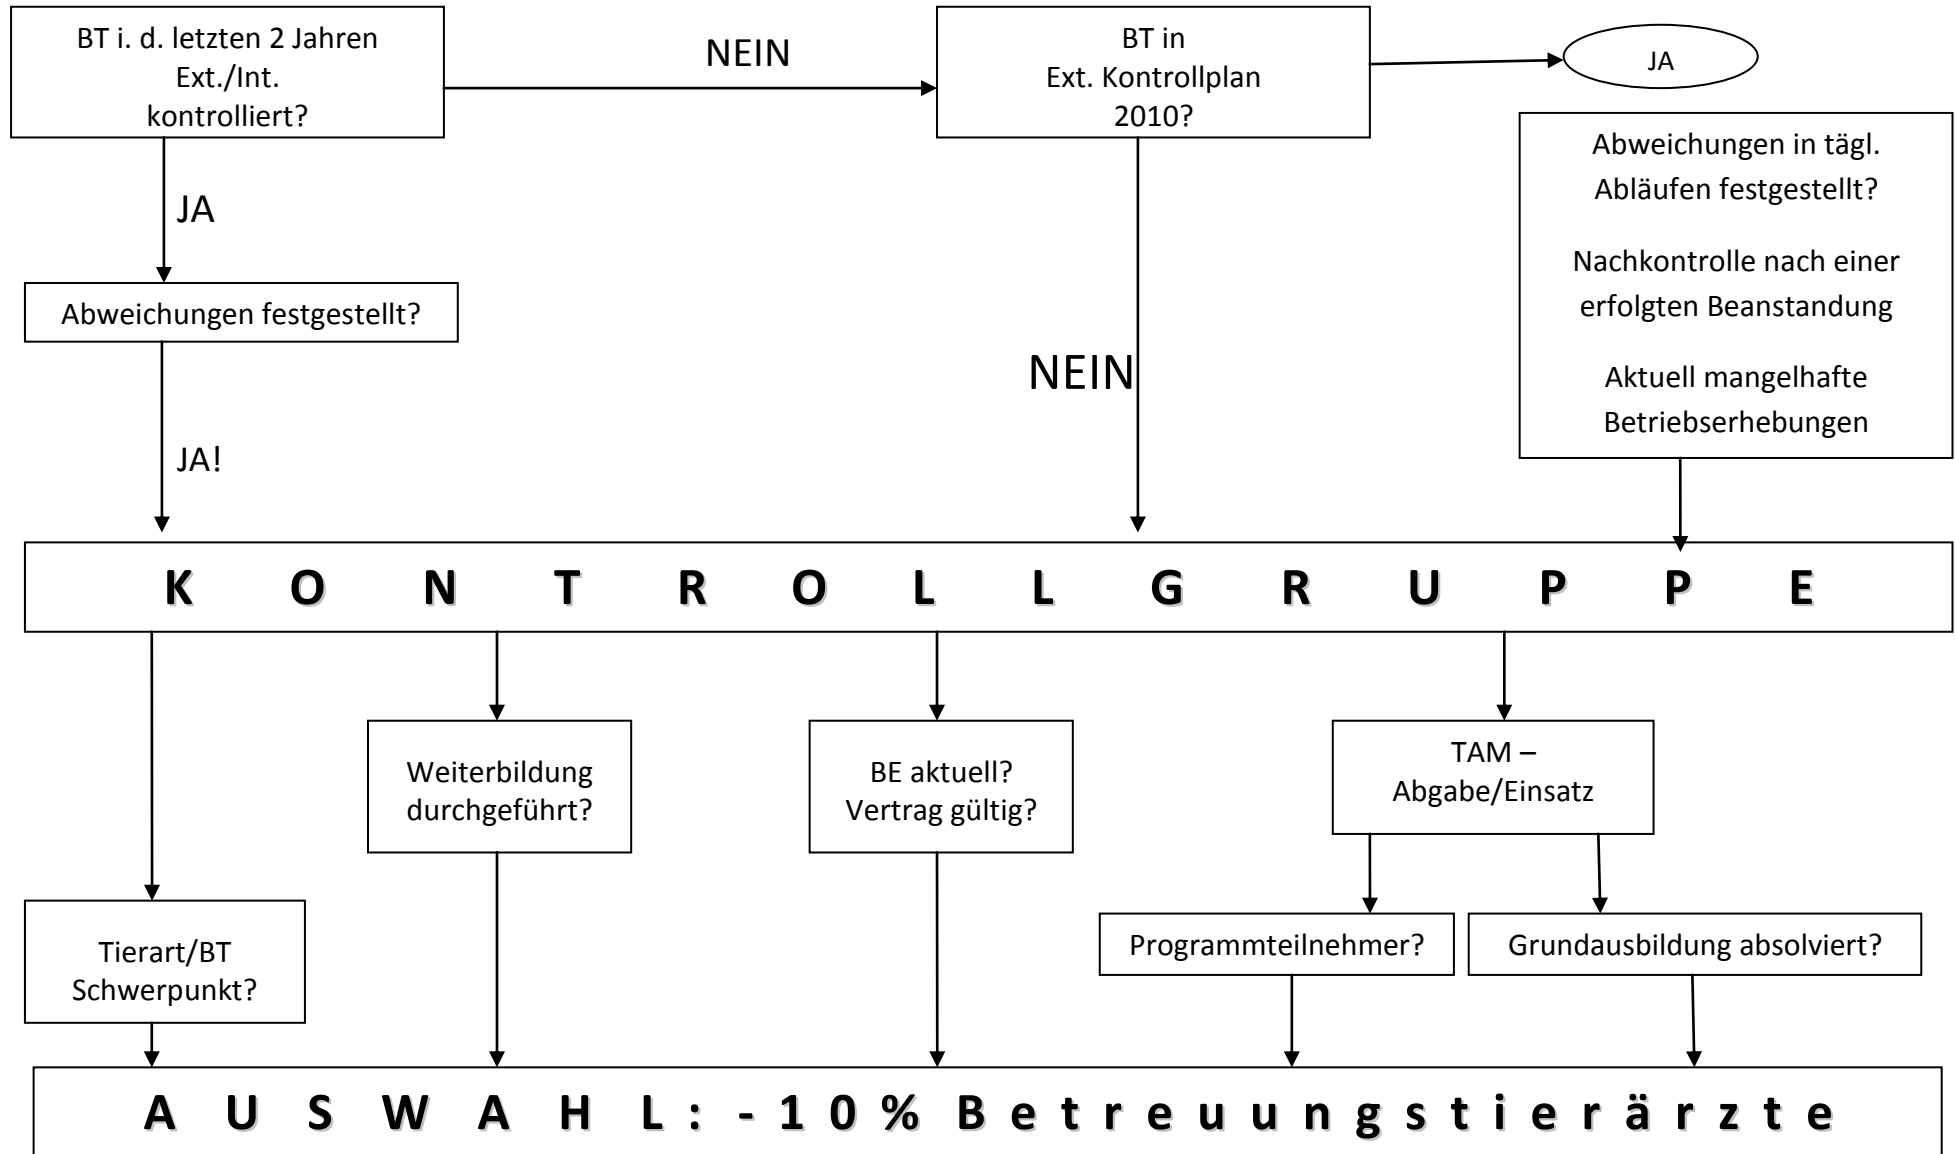 BT i. d. letzten 2 Jahren
Ext./Int.
kontrolliert?
NEIN
BT in
Ext. Kontrollplan
2010?
JA
Abweichungen in tägl.
Abläufen festgestellt?
Nachkontrolle nach einer
erfolgten Beanstandung
Aktuell mangelhafte
Betriebserhebungen
JA
Abweichungen festgestellt?
NEIN
JA!
K O N T R O L L G R U P P E
Weiterbildung
durchgeführt?
BE aktuell?
Vertrag gültig?
TAM –
Abgabe/Einsatz
Tierart/BT
Schwerpunkt?
Programmteilnehmer?
Grundausbildung absolviert?
A U S W A H L : - 1 0 % B e t r e u u n g s t i e r ä r z t e